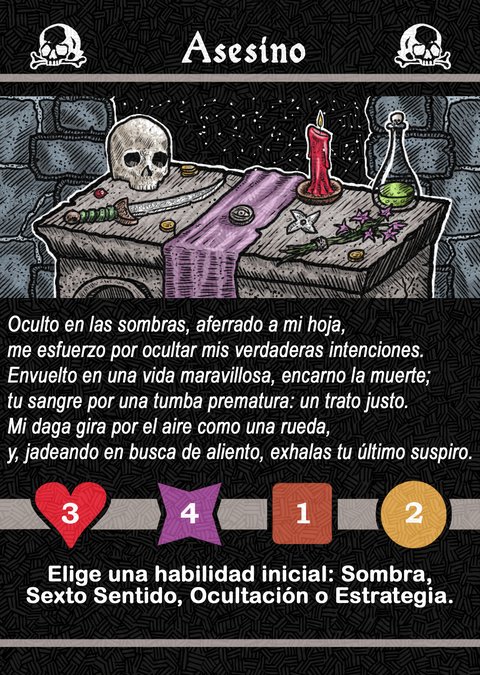 Asesino
Oculto en las sombras, aferrado a mi hoja,
me esfuerzo por ocultar mis verdaderas intenciones.
Envuelto en una vida maravillosa, encarno la muerte;
tu sangre por una tumba prematura: un trato justo.
Mi daga gira por el aire como una rueda,
y, jadeando en busca de aliento, exhalas tu último suspiro.
3 4 1 2
Elige una habilidad inicial: Sombra,
Sexto Sentido, Ocultación o Estrategia.